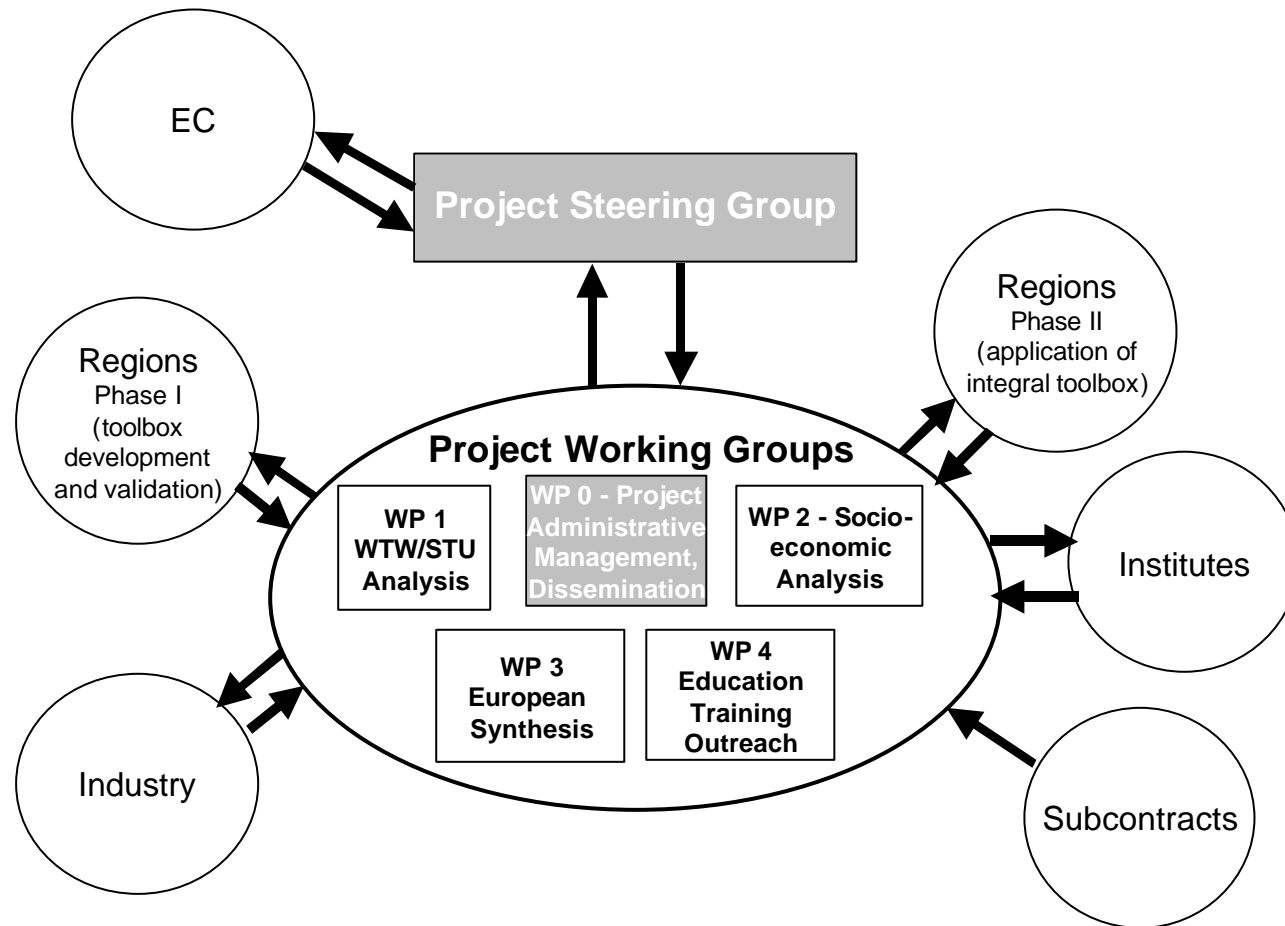 EC
Project Steering Group
Regions
Phase I
(toolbox
development
and validation)
Regions
Phase II
(application of
integral toolbox)
Project Working Groups
WP 1
WTW/STU
Analysis
WP 0 - Project
Administrative
Management,
Dissemination
WP 2 - Socio-
economic
Analysis
Institutes
WP 3
European
Synthesis
WP 4
Education
Training
Outreach
Industry
Subcontracts